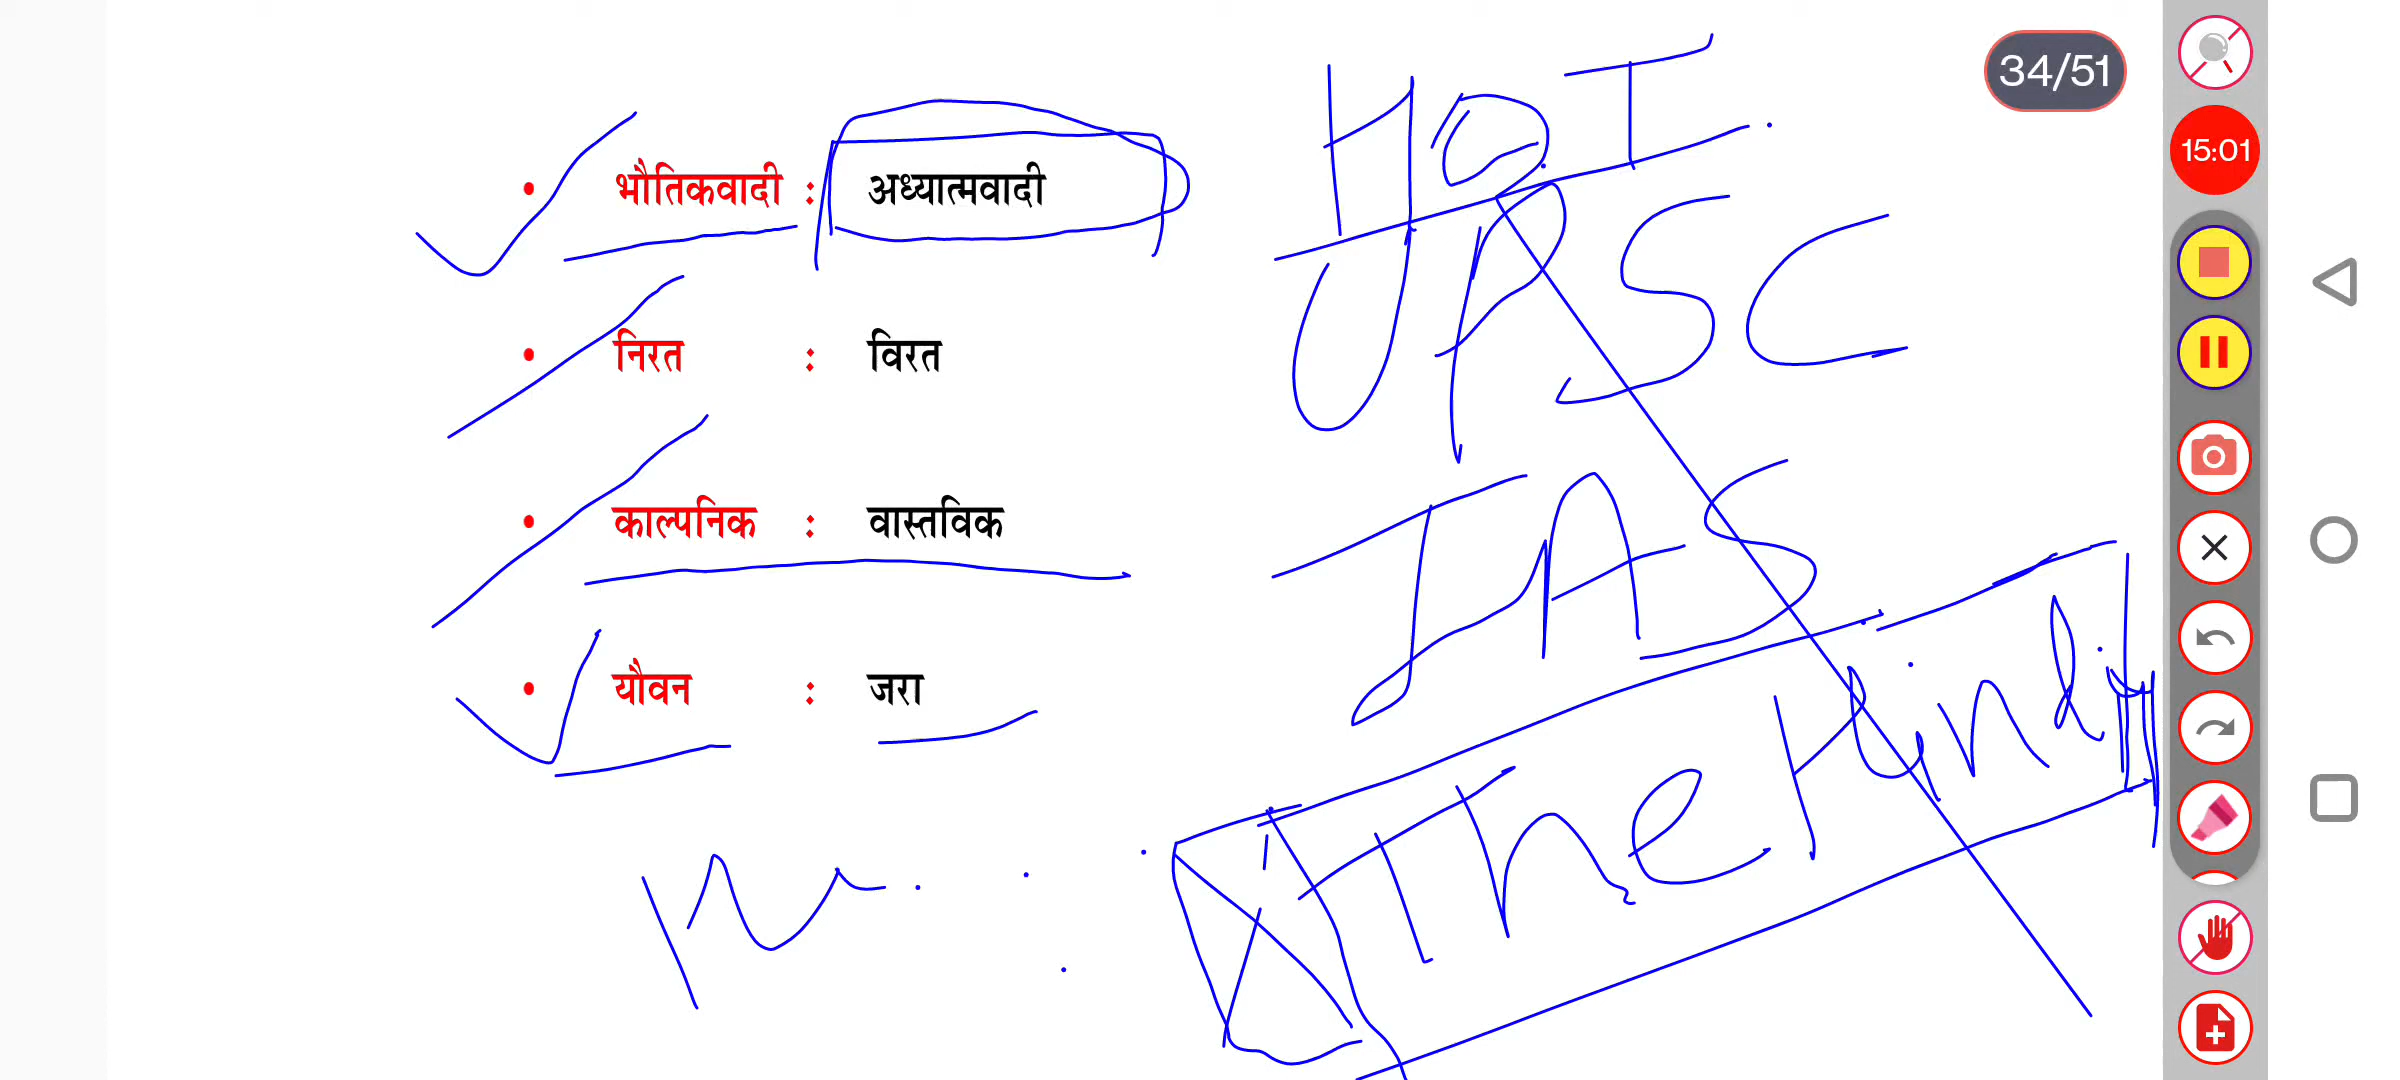 34/51
15:01
• भौतिकवादी : अध्यात्मवादी
• निरत : विरत
• काल्पनिक : वास्तविक
• यौवन : जरा
H.O.T.
UPSC
IAS
The Hindu